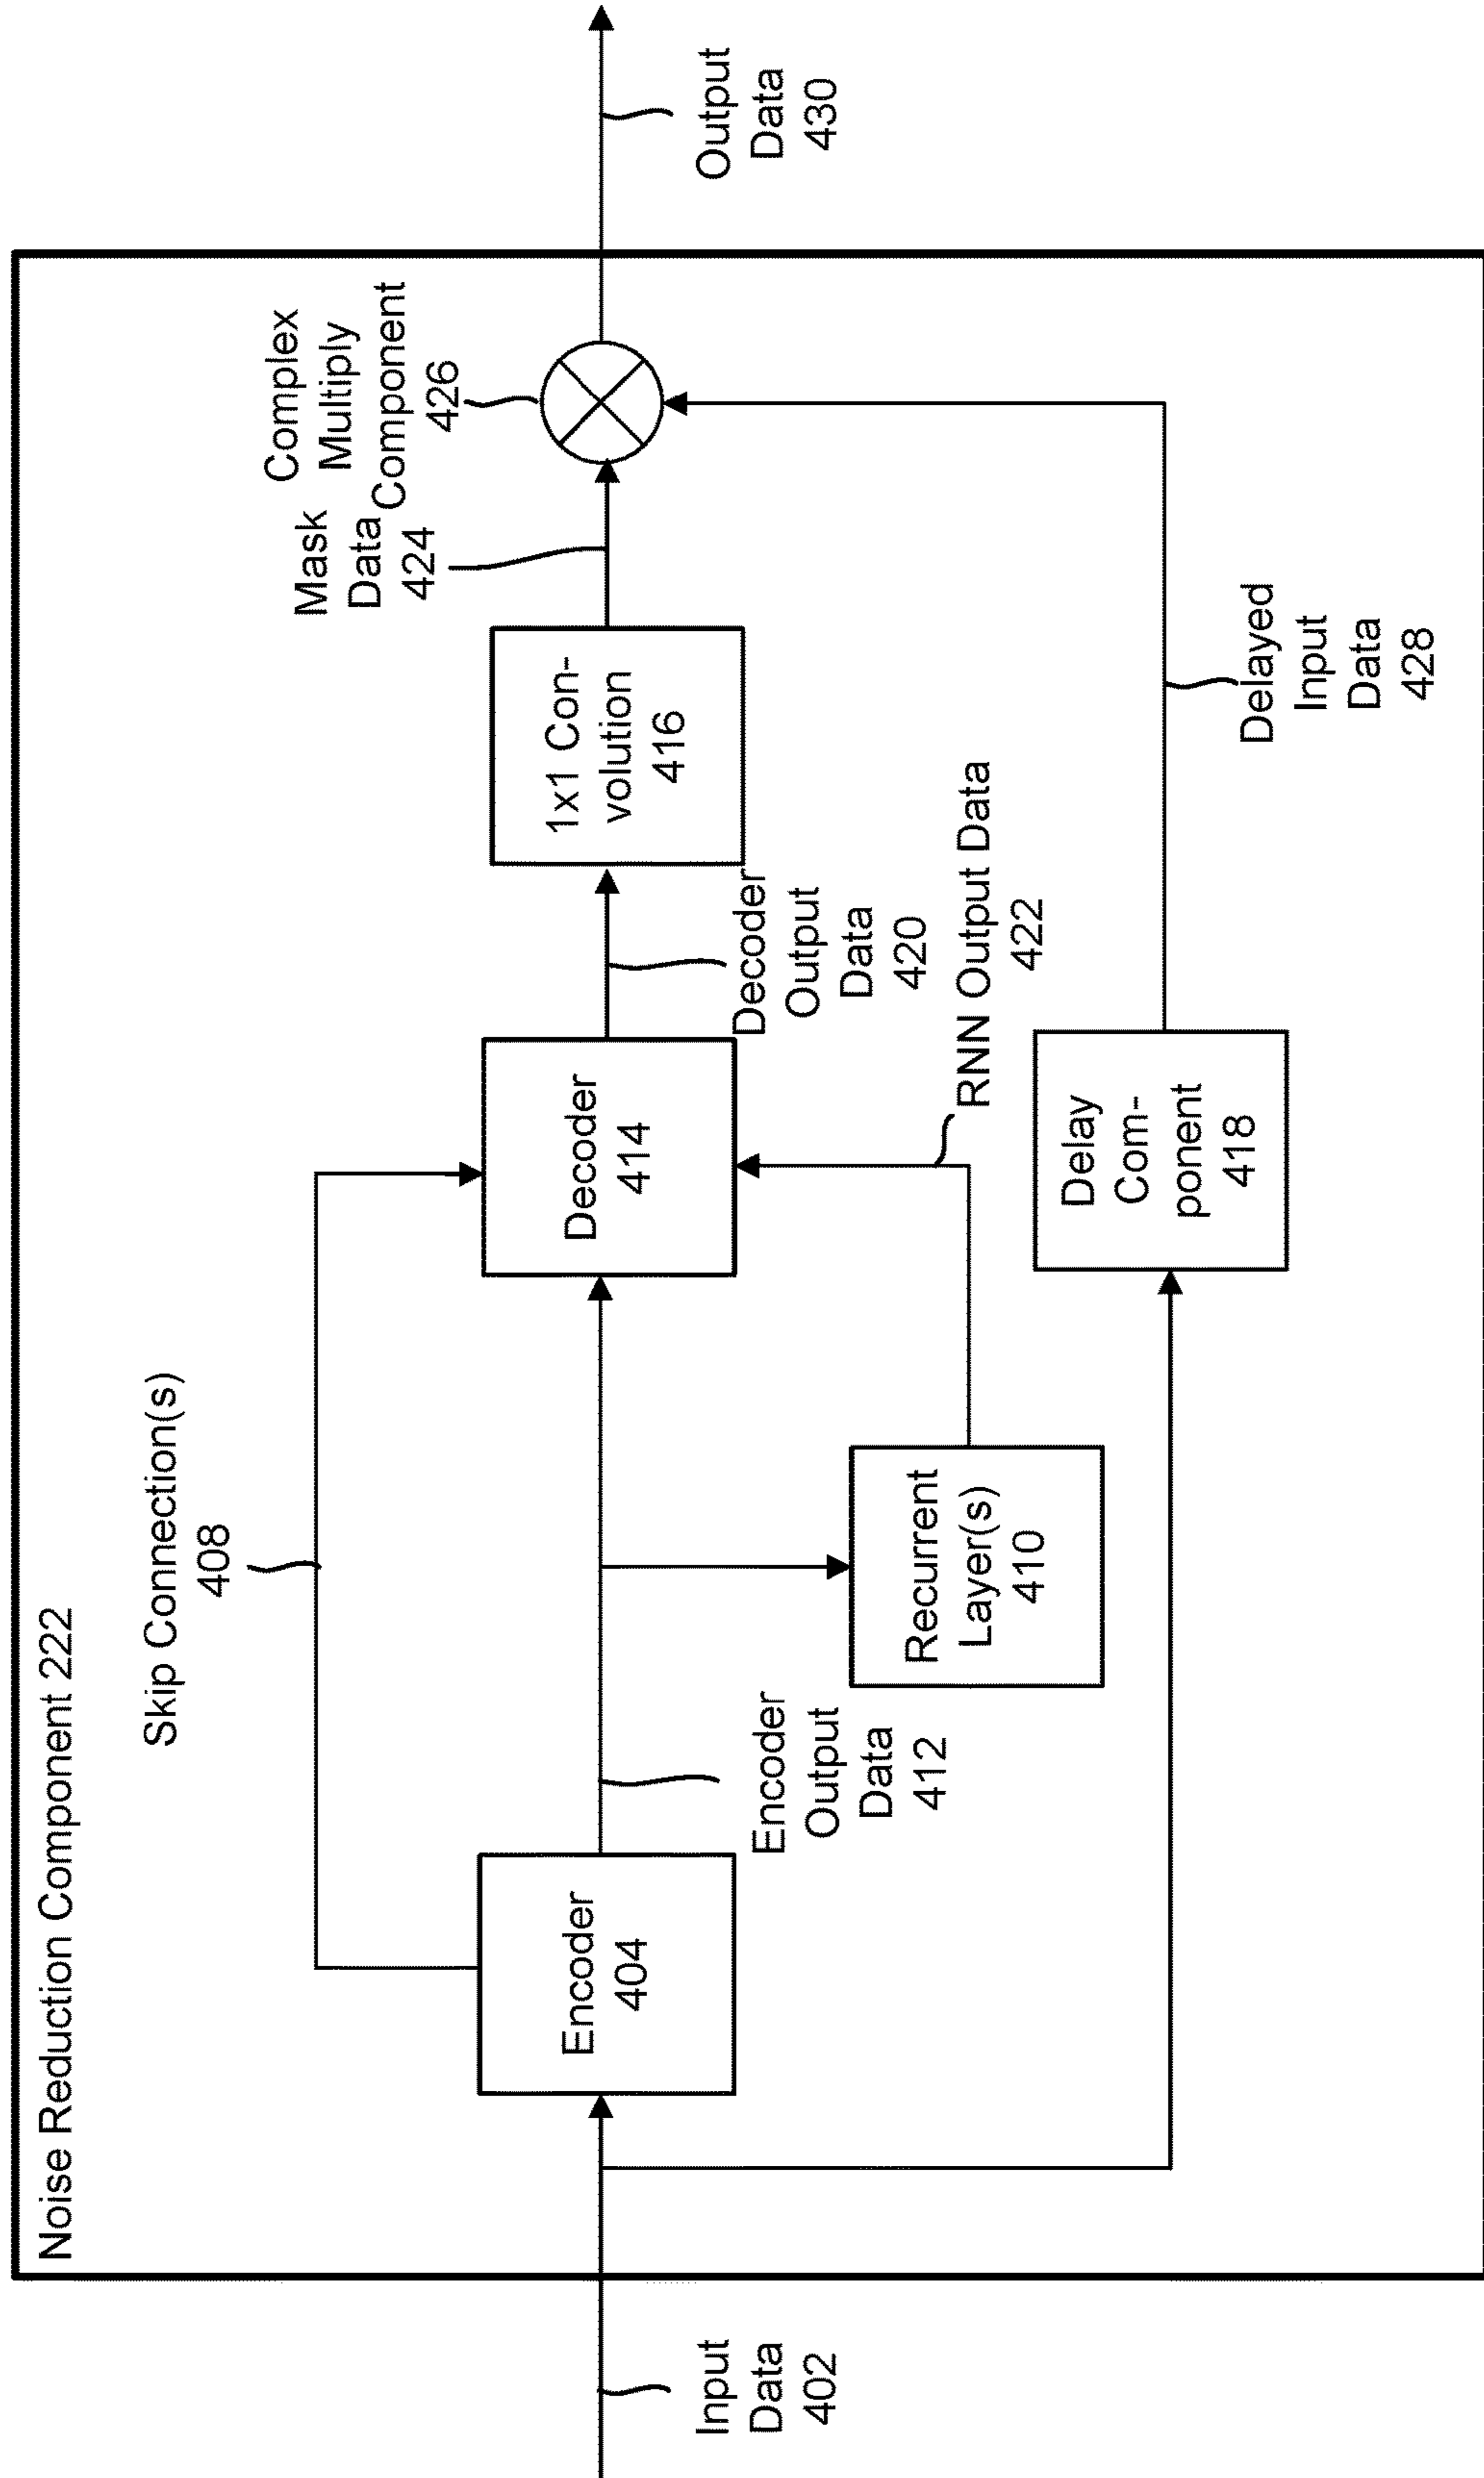 Noise Reduction Component 222
Skip Connection(s)
408
Input
Data
402
Encoder
404
Encoder
Output
Data
412
Recurrent
Layer(s)
410
Decoder
414
RNN Output Data
422
Decoder
Output
Data
420
1x1 Con-
volution
416
Mask
Data
424
Complex
Multiply
Component
426
Delay
Com-
ponent
418
Delayed
Input
Data
428
Output
Data
430